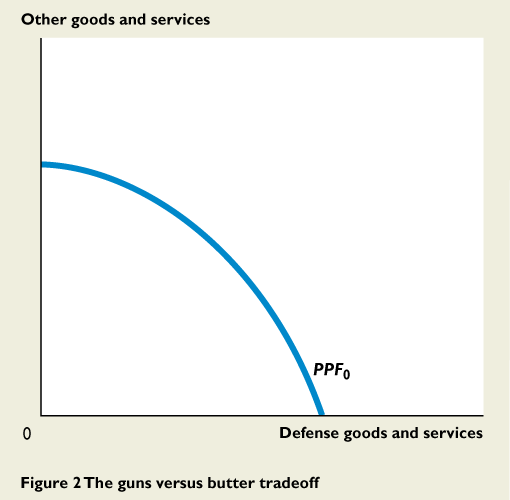 Other goods and services
PPF0
0
Defense goods and services
Figure 2 The guns versus butter tradeoff